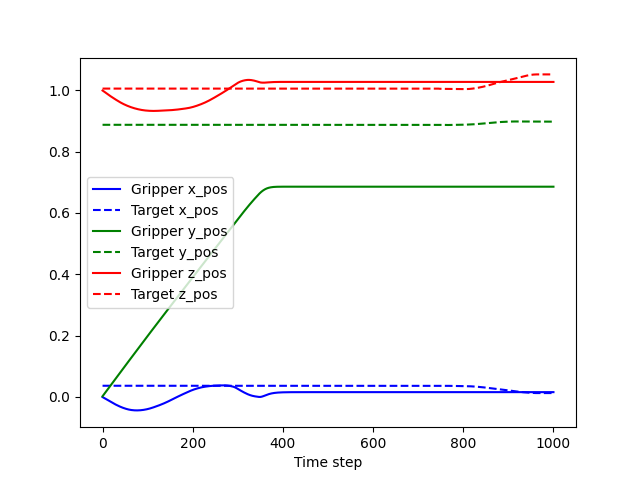 1.0
0.8
0.6
0.4
0.2
0.0
Gripper x_pos
Target x_pos
Gripper y_pos
Target y_pos
Gripper z_pos
Target z_pos
0 200 400 600 800 1000
Time step